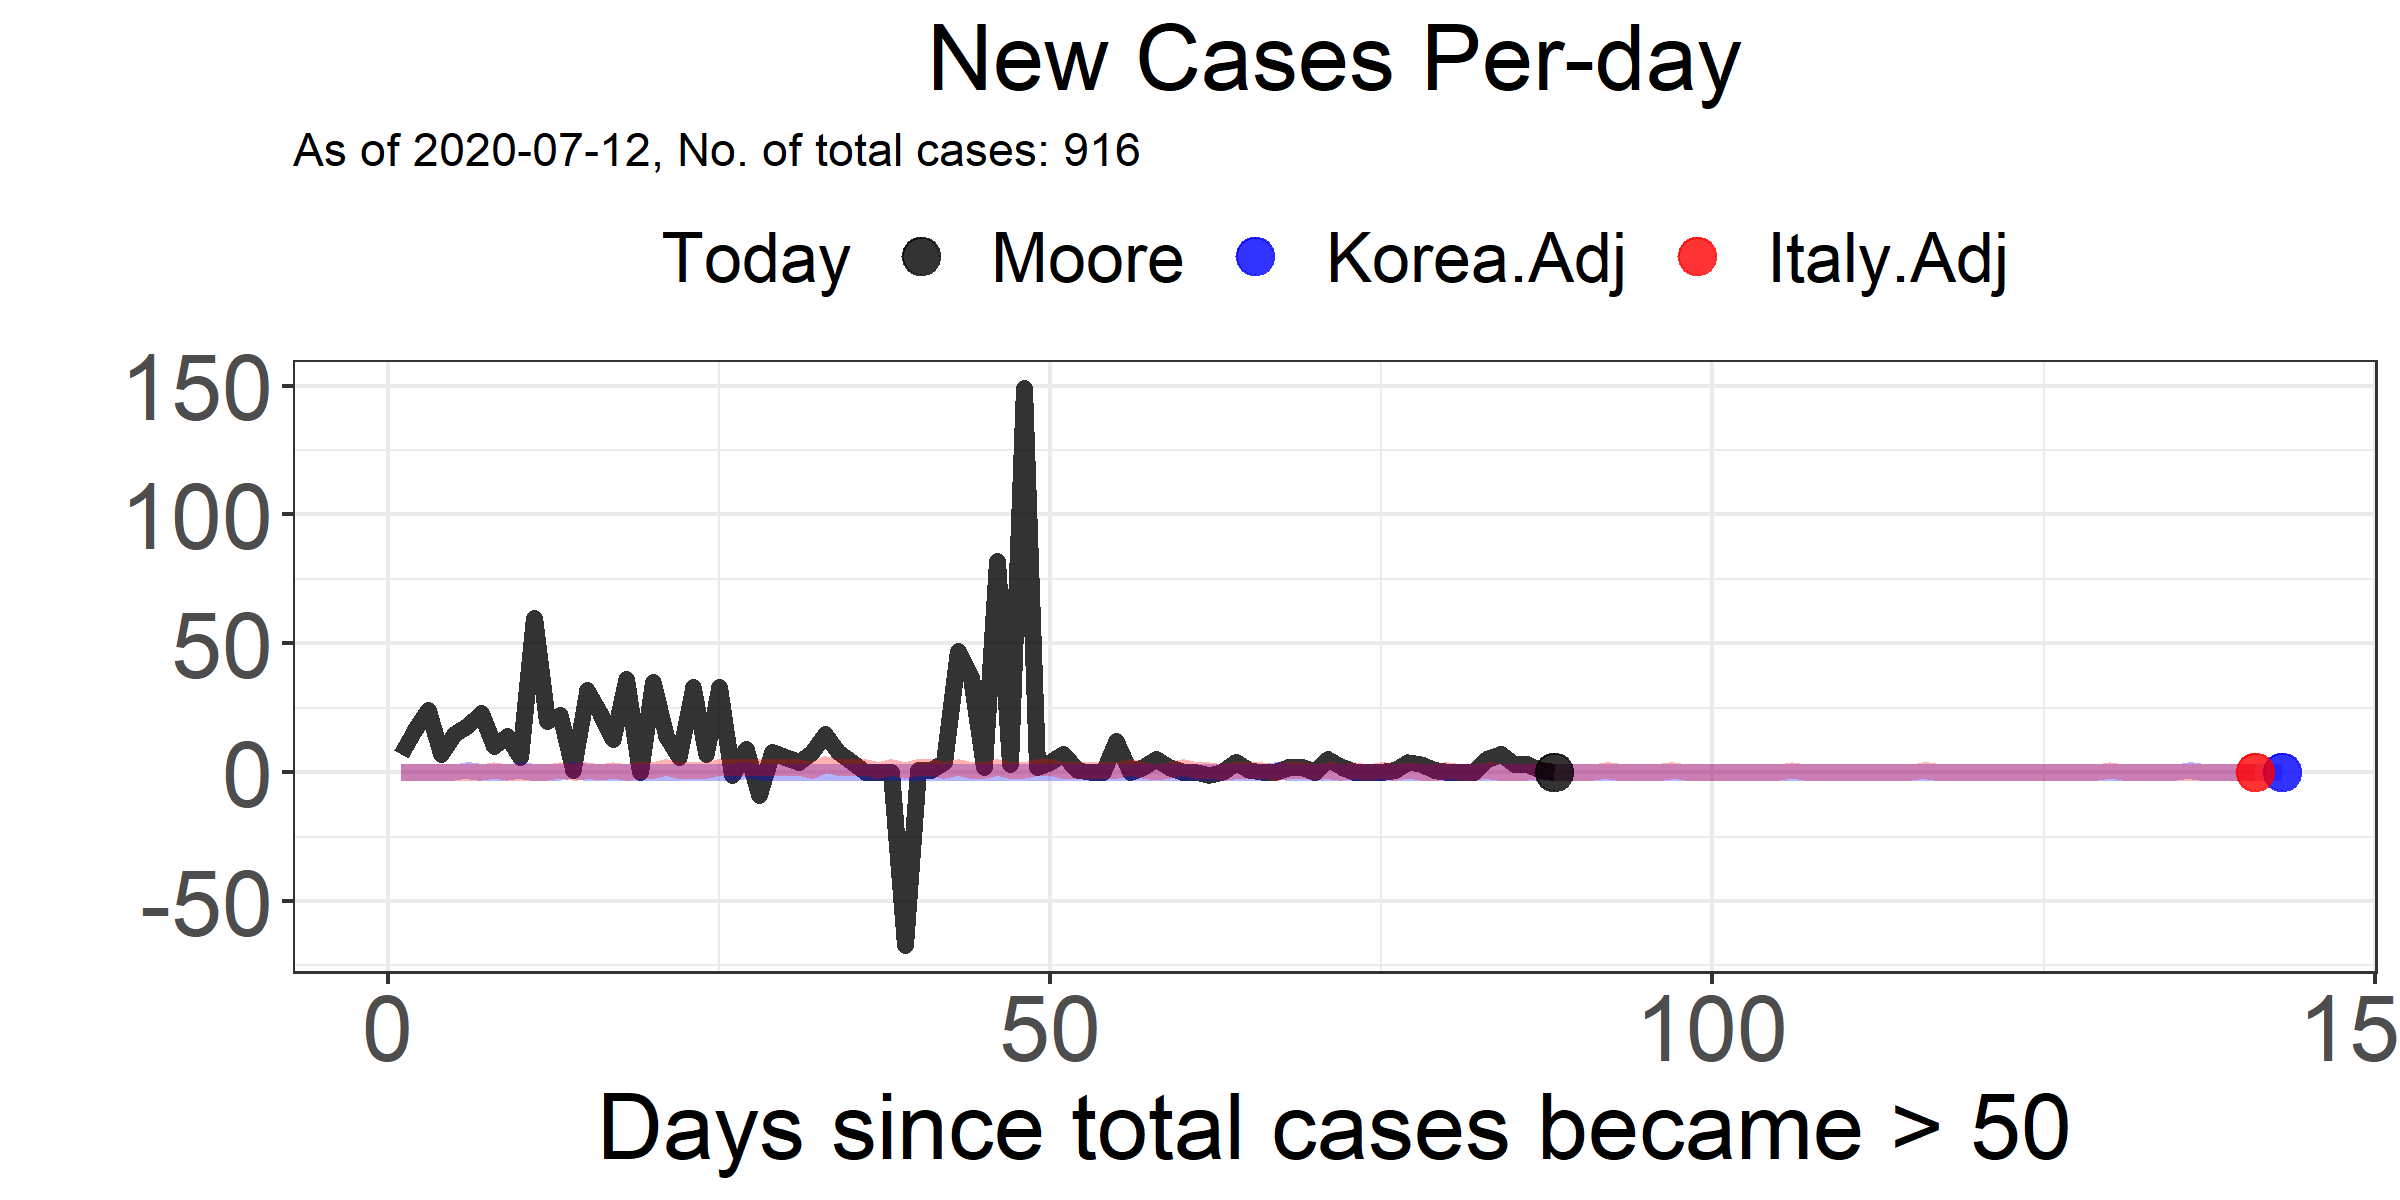 New Cases Per-day
As of 2020-07-12, No. of total cases: 916
Today Moore Korea.Adj Italy.Adj
150
100
50
0
-50
0 50 100 15
Days since total cases became > 50